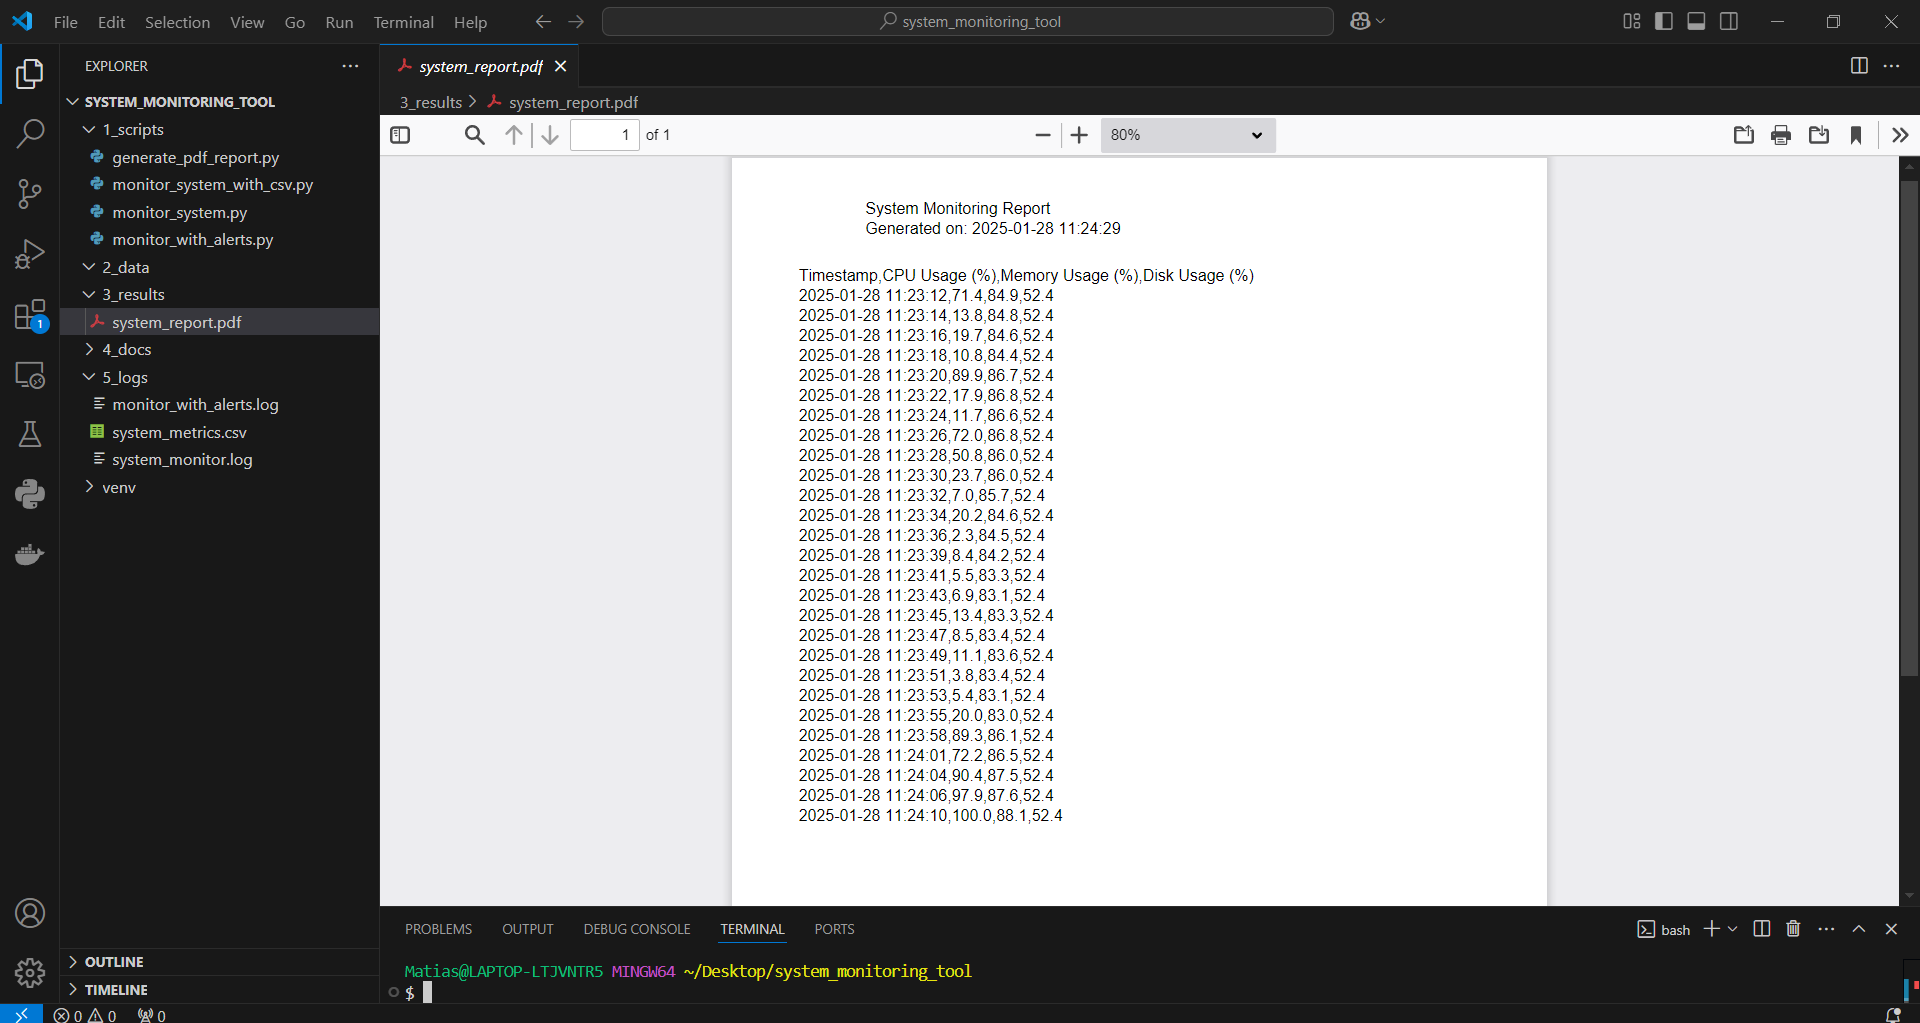 File Edit Selection View Go Run Terminal Help
system_monitoring_tool
EXPLORER
SYSTEM_MONITORING_TOOL
1_scripts
generate_pdf_report.py
monitor_system_with_csv.py
monitor_system.py
monitor_with_alerts.py
2_data
3_results
system_report.pdf
4_docs
5_logs
monitor_with_alerts.log
system_metrics.csv
system_monitor.log
venv
OUTLINE
TIMELINE
1
system_report.pdf
3_results
system_report.pdf
1 of 1
80%
System Monitoring Report
Generated on: 2025-01-28 11:24:29
Timestamp,CPU Usage (%),Memory Usage (%),Disk Usage (%)
2025-01-28 11:23:12,71.4,84.9,52.4
2025-01-28 11:23:14,13.8,84.8,52.4
2025-01-28 11:23:16,19.7,84.6,52.4
2025-01-28 11:23:18,10.8,84.4,52.4
2025-01-28 11:23:20,89.9,86.7,52.4
2025-01-28 11:23:22,17.9,86.8,52.4
2025-01-28 11:23:24,11.7,86.6,52.4
2025-01-28 11:23:26,72.0,86.8,52.4
2025-01-28 11:23:28,50.8,86.0,52.4
2025-01-28 11:23:30,23.7,86.0,52.4
2025-01-28 11:23:32,7.0,85.7,52.4
2025-01-28 11:23:34,20.2,84.6,52.4
2025-01-28 11:23:36,2.3,84.5,52.4
2025-01-28 11:23:39,8.4,84.2,52.4
2025-01-28 11:23:41,5.5,83.3,52.4
2025-01-28 11:23:43,6.9,83.1,52.4
2025-01-28 11:23:45,13.4,83.3,52.4
2025-01-28 11:23:47,8.5,83.4,52.4
2025-01-28 11:23:49,11.1,83.6,52.4
2025-01-28 11:23:51,3.8,83.4,52.4
2025-01-28 11:23:53,5.4,83.1,52.4
2025-01-28 11:23:55,20.0,83.0,52.4
2025-01-28 11:23:58,89.3,86.1,52.4
2025-01-28 11:24:01,72.2,86.5,52.4
2025-01-28 11:24:04,90.4,87.5,52.4
2025-01-28 11:24:06,97.9,87.6,52.4
2025-01-28 11:24:10,100.0,88.1,52.4
PROBLEMS OUTPUT DEBUG CONSOLE TERMINAL PORTS
bash
Matias@LAPTOP-LTJVNTR5 MINGW64 ~/Desktop/system_monitoring_tool
$
0 0 0